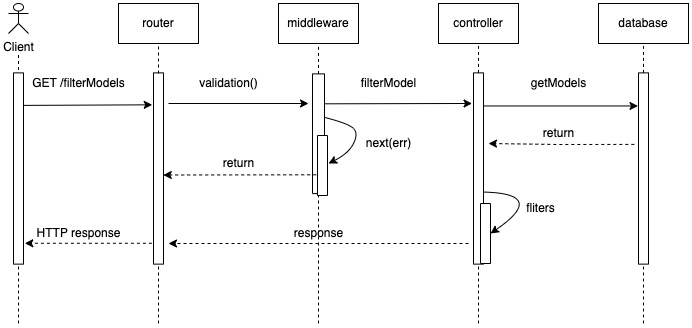 Client
router
middleware
controller
database
GET /filterModels
validation()
filterModel
getModels
next(err)
return
return
fliters
HTTP response
response